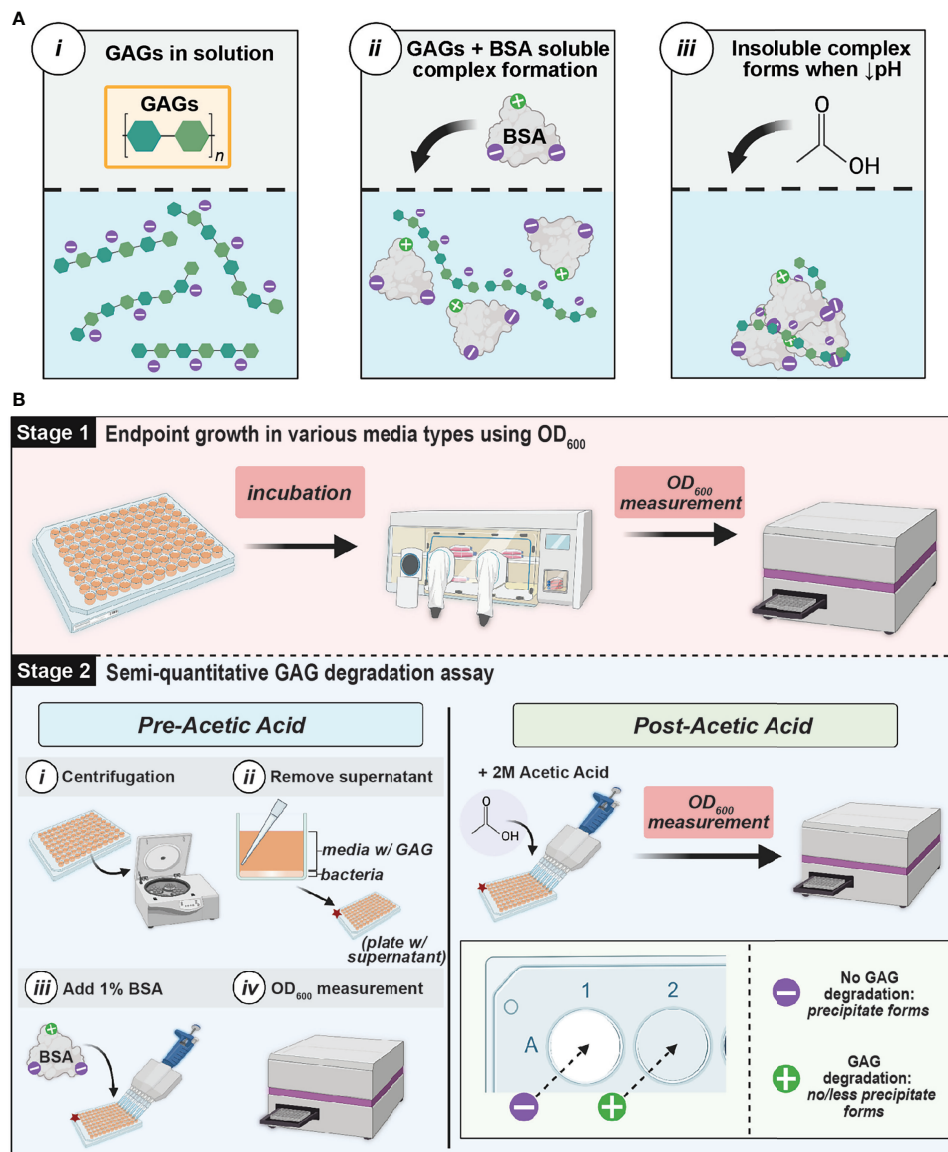 A
i
GAGs in solution
GAGs
n
ii
GAGs + BSA soluble
complex formation
BSA
iii
Insoluble complex
forms when ↓pH
O
OH
B
Stage 1 Endpoint growth in various media types using OD600
incubation
OD600
measurement
Stage 2 Semi-quantitative GAG degradation assay
Pre-Acetic Acid
i Centrifugation
ii Remove supernatant
media w/ GAG
bacteria
(plate w/
supernatant)
iii Add 1% BSA
BSA
iv OD600 measurement
Post-Acetic Acid
+ 2M Acetic Acid
O
OH
OD600
measurement
1 2
A
No GAG
degradation:
precipitate forms
GAG
degradation:
no/less precipitate
forms